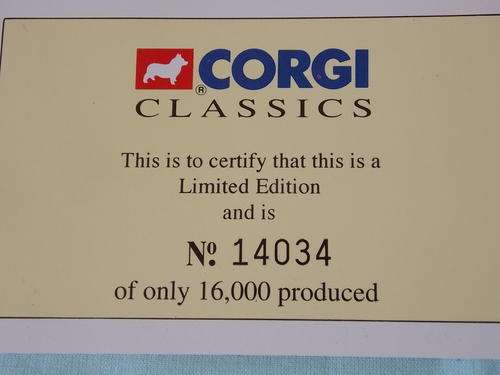 CORGI
®
CLASSICS
This is to certify that this is a
Limited Edition
and is
Nº. 14034
of only 16,000 produced